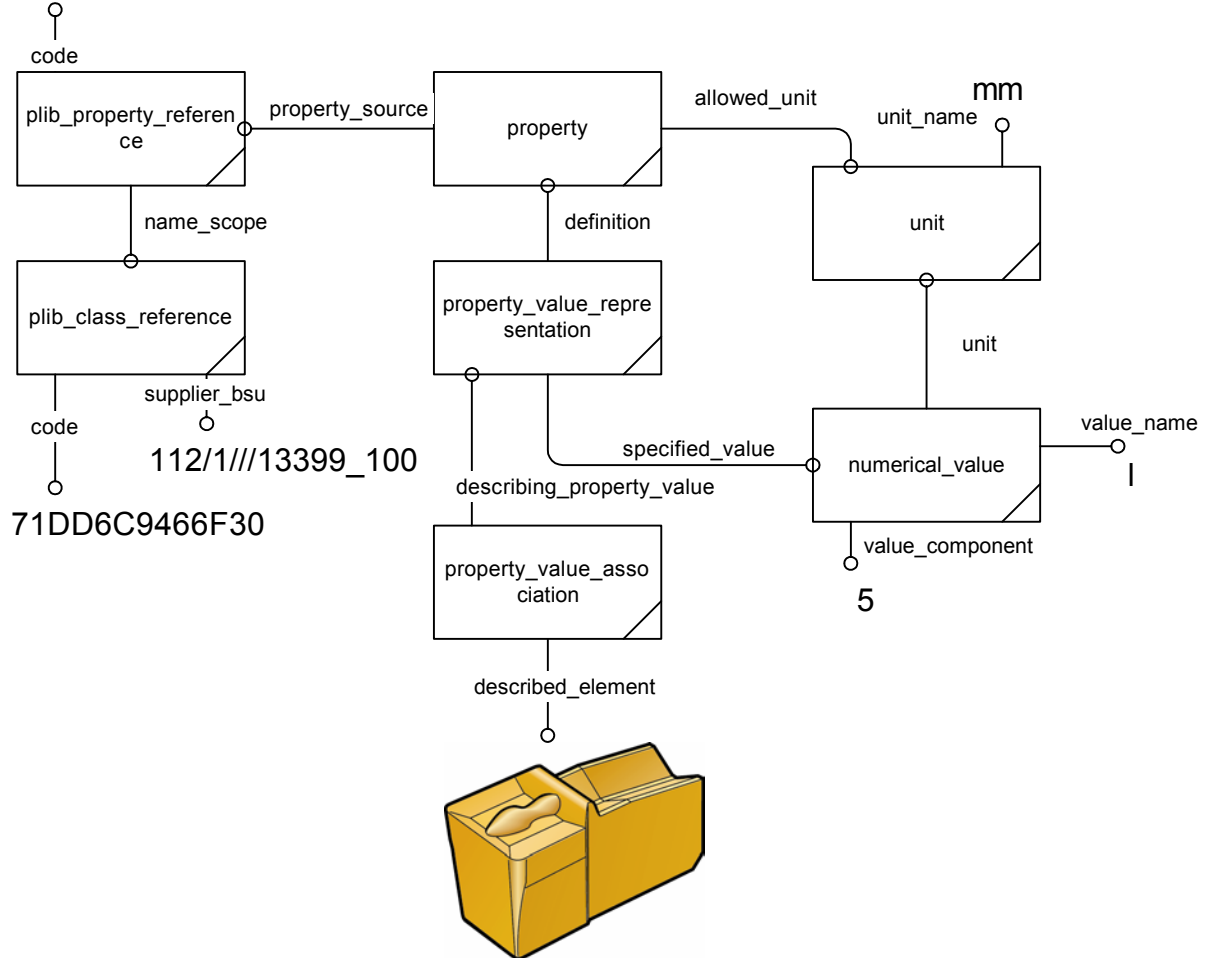 code
plib_property_referen
ce
property_source
property
allowed_unit
mm
unit_name
unit
name_scope
definition
plib_class_reference
property_value_repre
sentation
unit
supplier_bsu
code
112/1///13399_100
71DD6C9466F30
specified_value
describing_property_value
numerical_value
value_name
l
value_component
5
property_value_asso
ciation
described_element